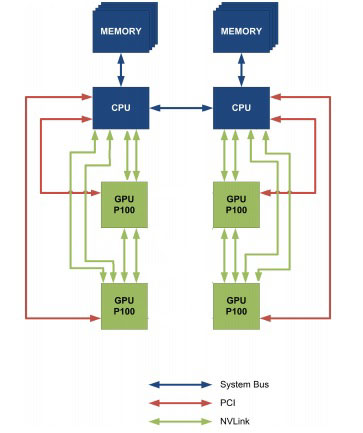 MEMORY
MEMORY
CPU
CPU
GPU
P100
GPU
P100
GPU
P100
GPU
P100
System Bus
PCI
NVLink